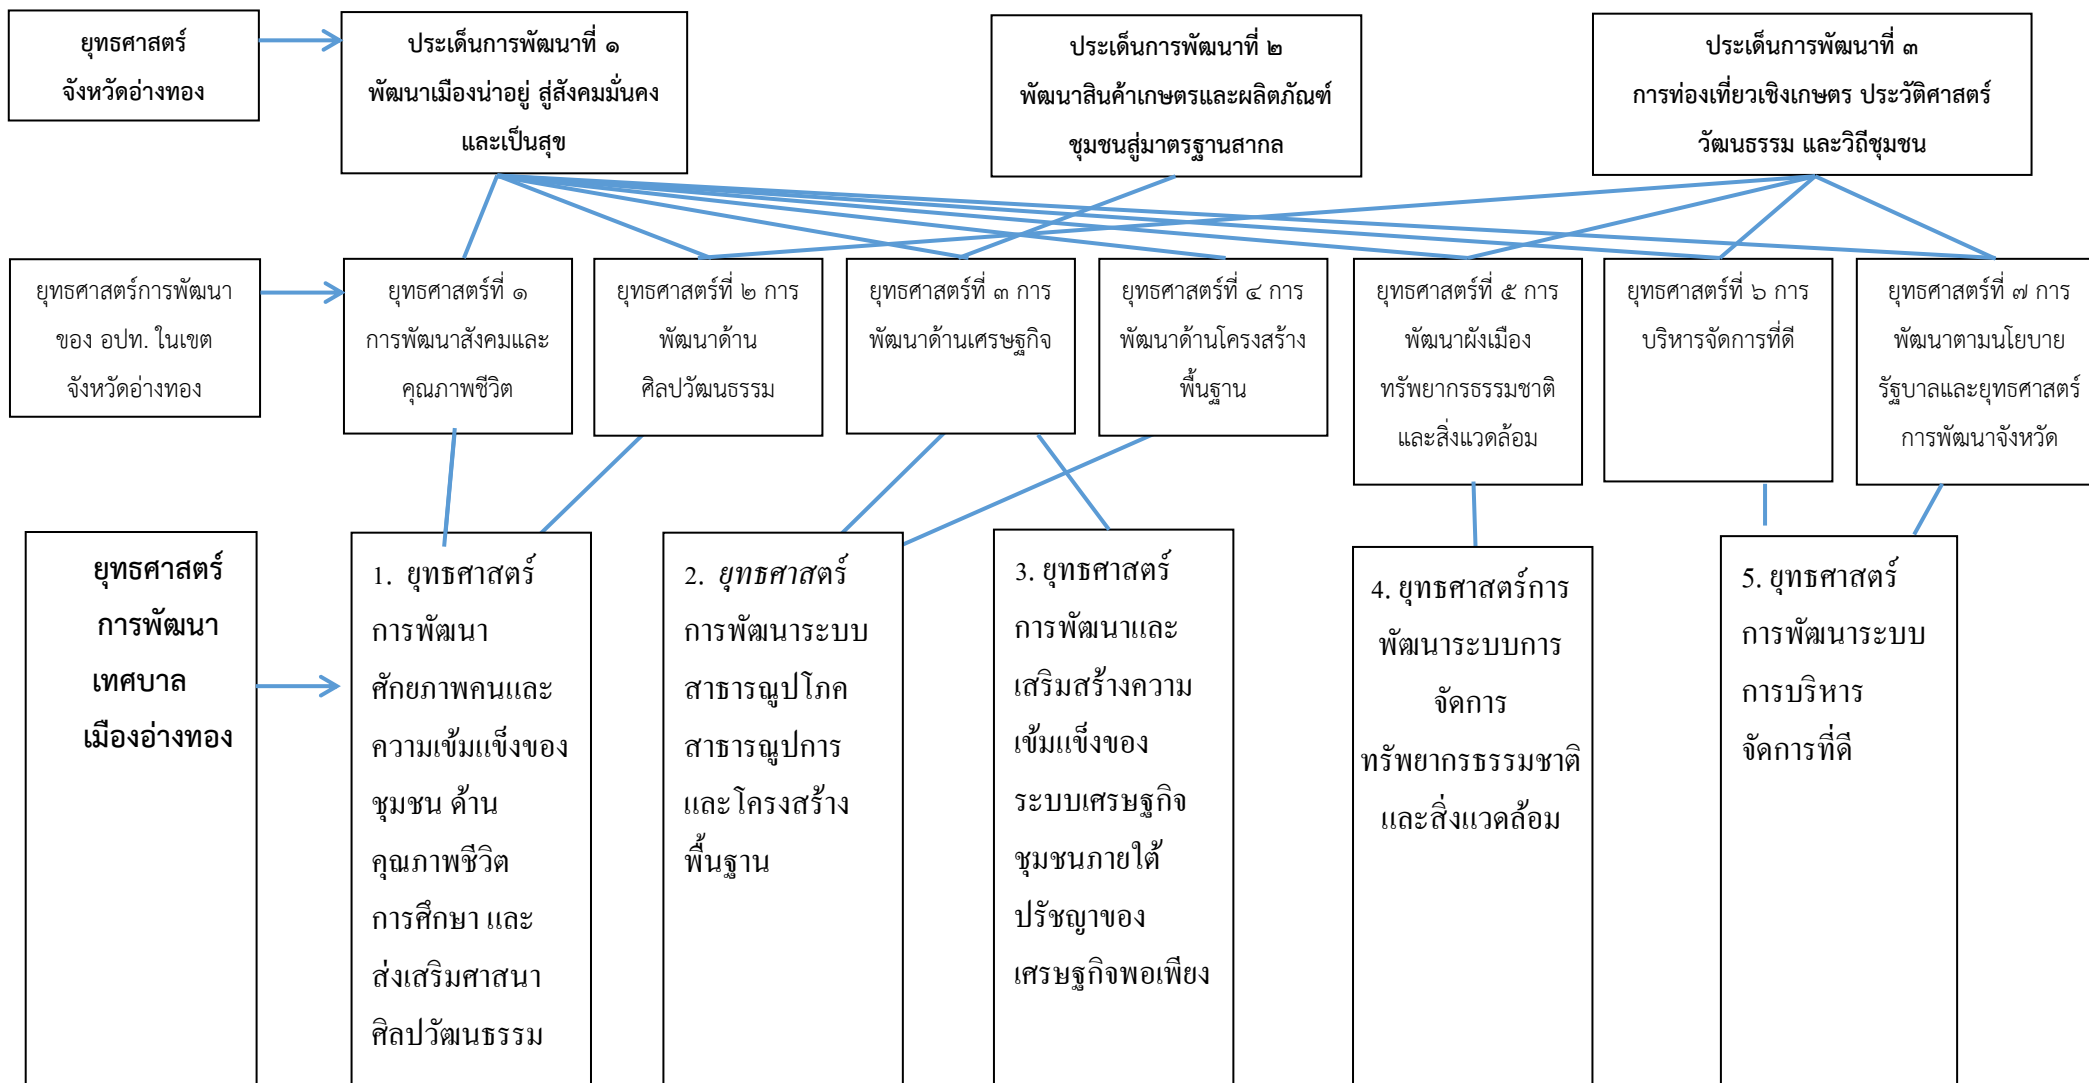 ยุทธศาสตร์
จังหวัดอ่างทอง
ประเด็นการพัฒนาที่ ๑
พัฒนาเมืองน่าอยู่ สู่สังคมมั่นคง
และเป็นสุข
ประเด็นการพัฒนาที่ ๒
พัฒนาสินค้าเกษตรและผลิตภัณฑ์
ชุมชนสู่มาตรฐานสากล
ประเด็นการพัฒนาที่ ๓
การท่องเที่ยวเชิงเกษตร ประวัติศาสตร์
วัฒนธรรม และวิถีชุมชน
ยุทธศาสตร์การพัฒนา
ของ อปท. ในเขต
จังหวัดอ่างทอง
ยุทธศาสตร์ที่ ๑
การพัฒนาสังคมและ
คุณภาพชีวิต
ยุทธศาสตร์ที่ ๒ การ
พัฒนาด้าน
ศิลปวัฒนธรรม
ยุทธศาสตร์ที่ ๓ การ
พัฒนาด้านเศรษฐกิจ
ยุทธศาสตร์ที่ ๔ การ
พัฒนาด้านโครงสร้าง
พื้นฐาน
ยุทธศาสตร์ที่ ๕ การ
พัฒนาผังเมือง
ทรัพยากรธรรมชาติ
และสิ่งแวดล้อม
ยุทธศาสตร์ที่ ๖ การ
บริหารจัดการที่ดี
ยุทธศาสตร์ที่ ๗ การ
พัฒนาตามนโยบาย
รัฐบาลและยุทธศาสตร์
การพัฒนาจังหวัด
ยุทธศาสตร์
การพัฒนา
เทศบาล
เมืองอ่างทอง
1. ยุทธศาสตร์
การพัฒนา
ศักยภาพคนและ
ความเข้มแข็งของ
ชุมชน ด้าน
คุณภาพชีวิต
การศึกษา และ
ส่งเสริมศาสนา
ศิลปวัฒนธรรม
2. ยุทธศาสตร์
การพัฒนาระบบ
สาธารณูปโภค
สาธารณูปการ
และโครงสร้าง
พื้นฐาน
3. ยุทธศาสตร์
การพัฒนาและ
เสริมสร้างความ
เข้มแข็งของ
ระบบเศรษฐกิจ
ชุมชนภายใต้
ปรัชญาของ
เศรษฐกิจพอเพียง
4. ยุทธศาสตร์การ
พัฒนาระบบการ
จัดการ
ทรัพยากรธรรมชาติ
และสิ่งแวดล้อม
5. ยุทธศาสตร์
การพัฒนาระบบ
การบริหาร
จัดการที่ดี